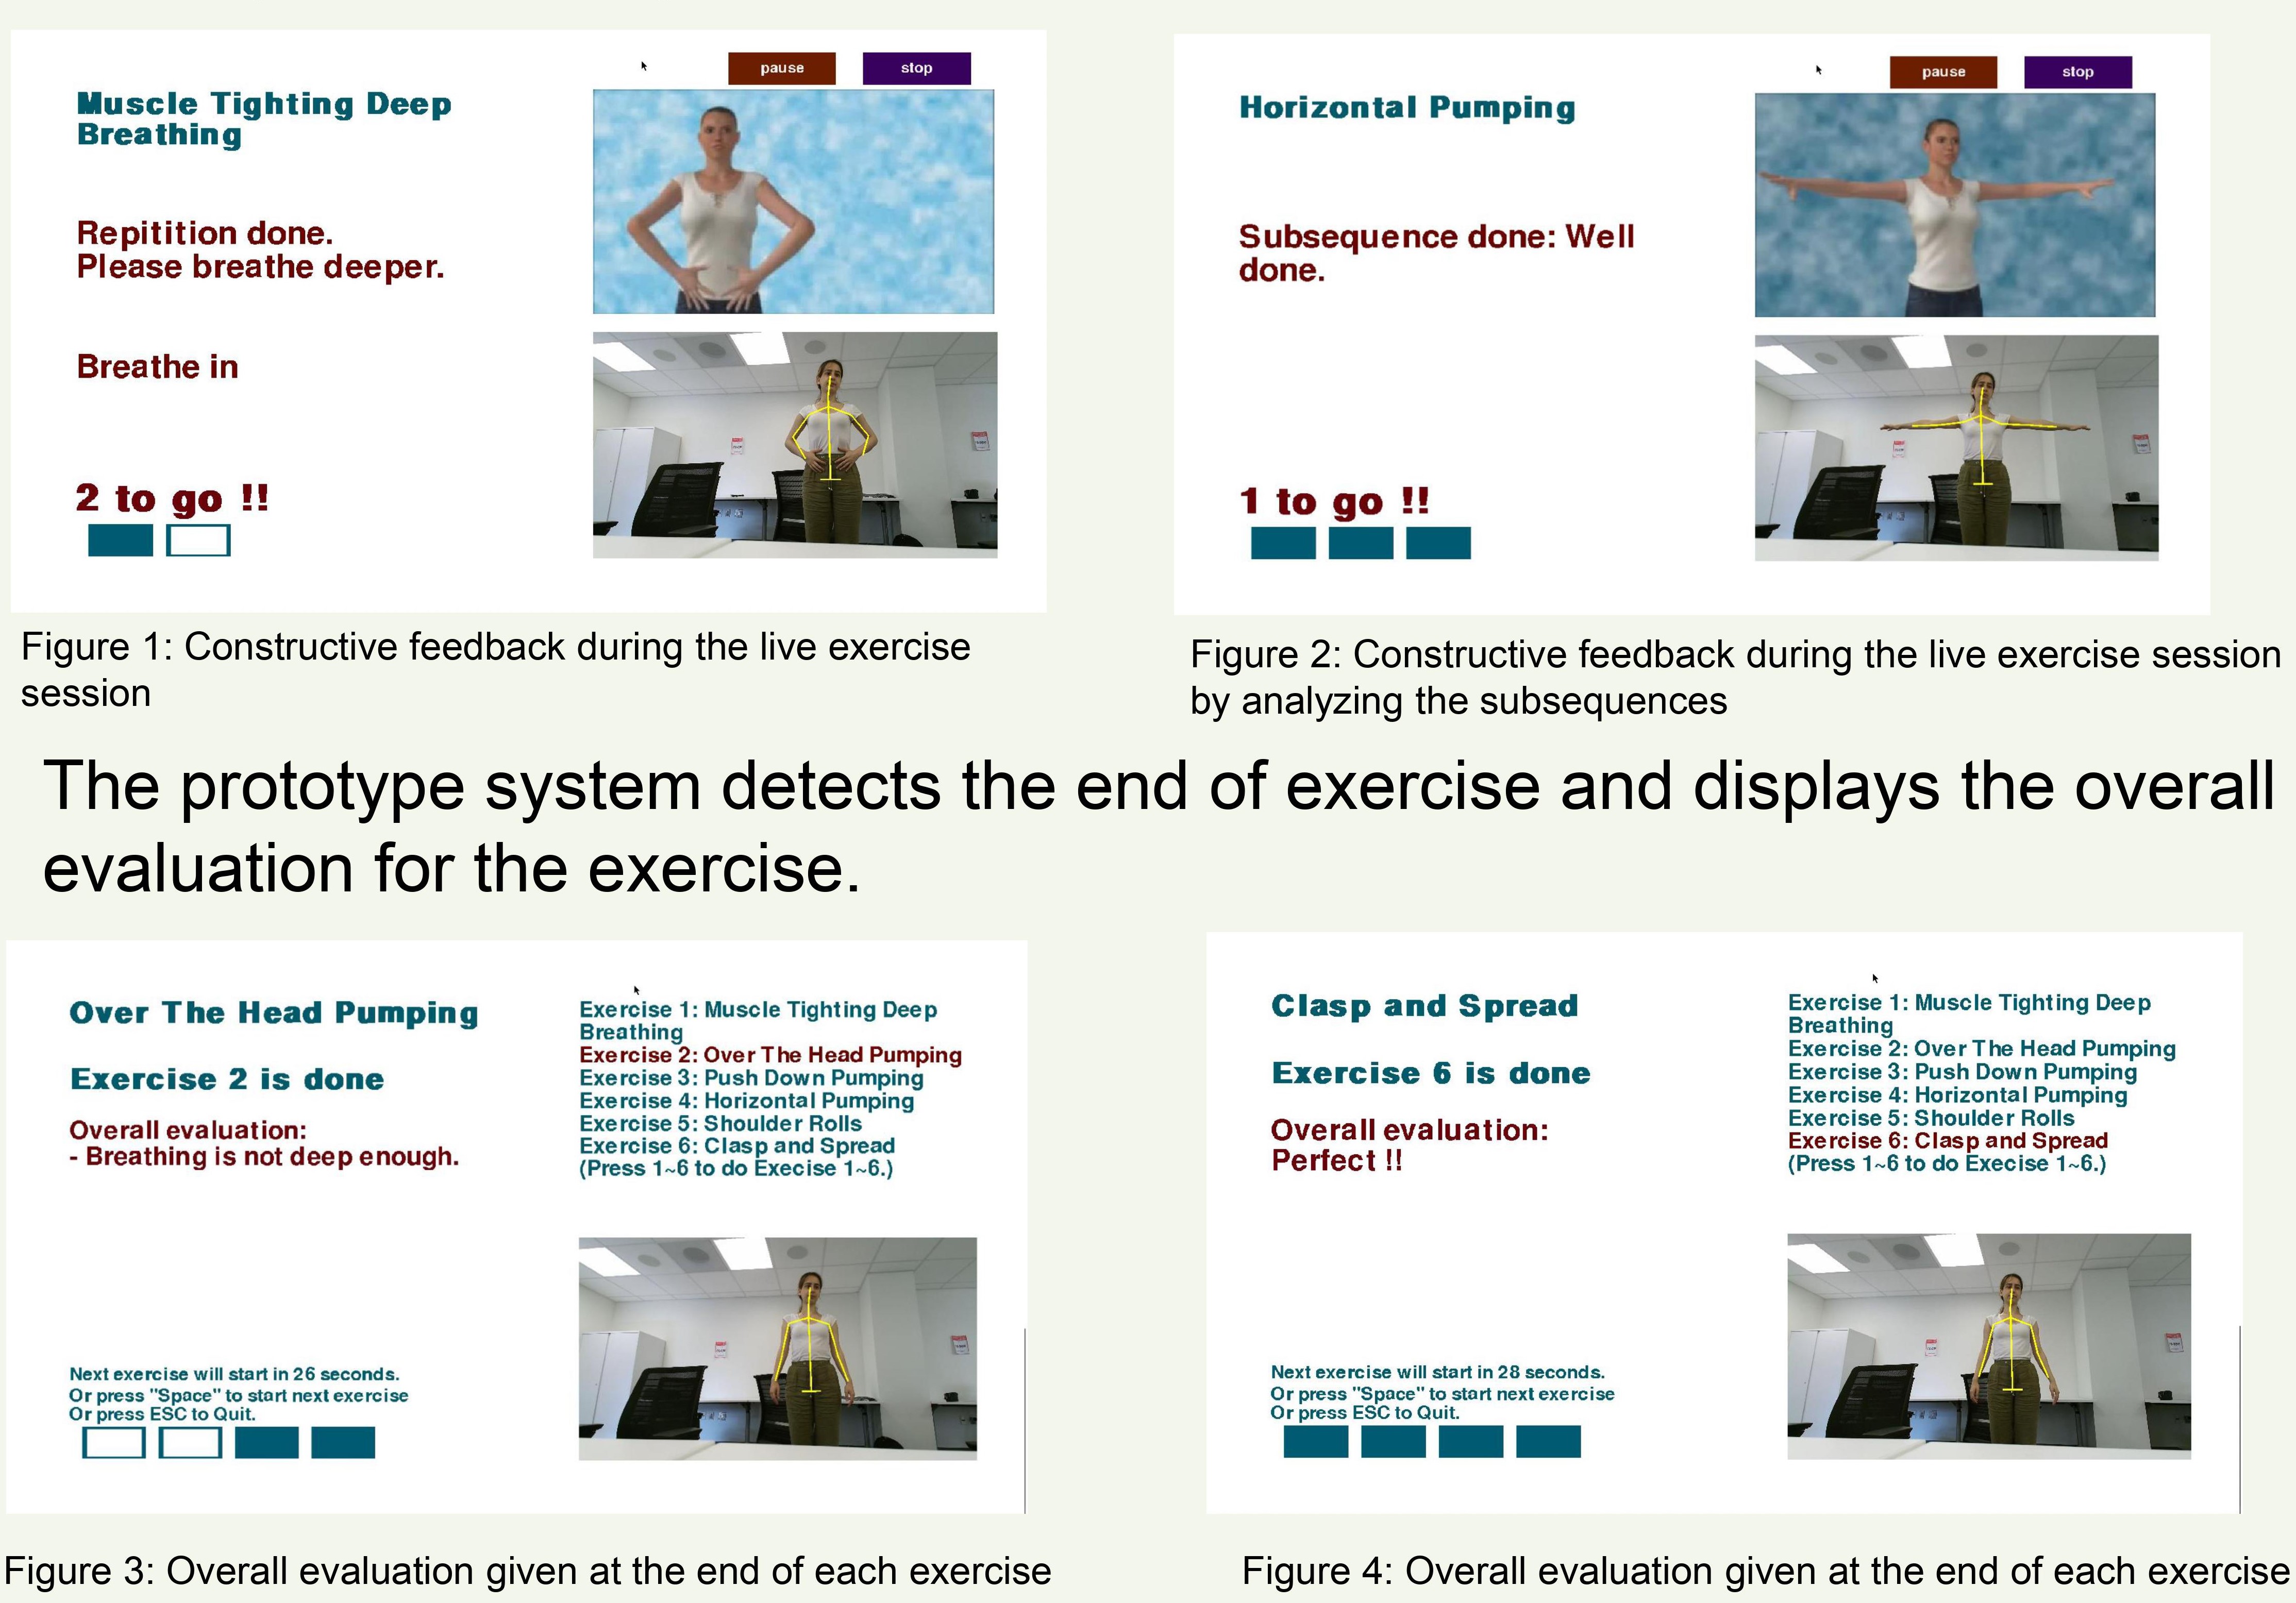 pause
stop
Muscle Tighting Deep
Breathing
Repitition done.
Please breathe deeper.
Breathe in
2 to go !!
Figure 1: Constructive feedback during the live exercise
session
pause
stop
Horizontal Pumping
Subsequence done: Well
done.
1 to go !!
Figure 2: Constructive feedback during the live exercise session
by analyzing the subsequences
The prototype system detects the end of exercise and displays the overall
evaluation for the exercise.
Over The Head Pumping
Exercise 2 is done
Overall evaluation:
- Breathing is not deep enough.
Exercise 1: Muscle Tighting Deep
Breathing
Exercise 2: Over The Head Pumping
Exercise 3: Push Down Pumping
Exercise 4: Horizontal Pumping
Exercise 5: Shoulder Rolls
Exercise 6: Clasp and Spread
(Press 1~6 to do Execise 1~6.)
Next exercise will start in 26 seconds.
Or press "Space" to start next exercise
Or press ESC to Quit.
Figure 3: Overall evaluation given at the end of each exercise
Clasp and Spread
Exercise 6 is done
Overall evaluation:
Perfect !!
Exercise 1: Muscle Tighting Deep
Breathing
Exercise 2: Over The Head Pumping
Exercise 3: Push Down Pumping
Exercise 4: Horizontal Pumping
Exercise 5: Shoulder Rolls
Exercise 6: Clasp and Spread
(Press 1~6 to do Execise 1~6.)
Next exercise will start in 28 seconds.
Or press "Space" to start next exercise
Or press ESC to Quit.
Figure 4: Overall evaluation given at the end of each exercise